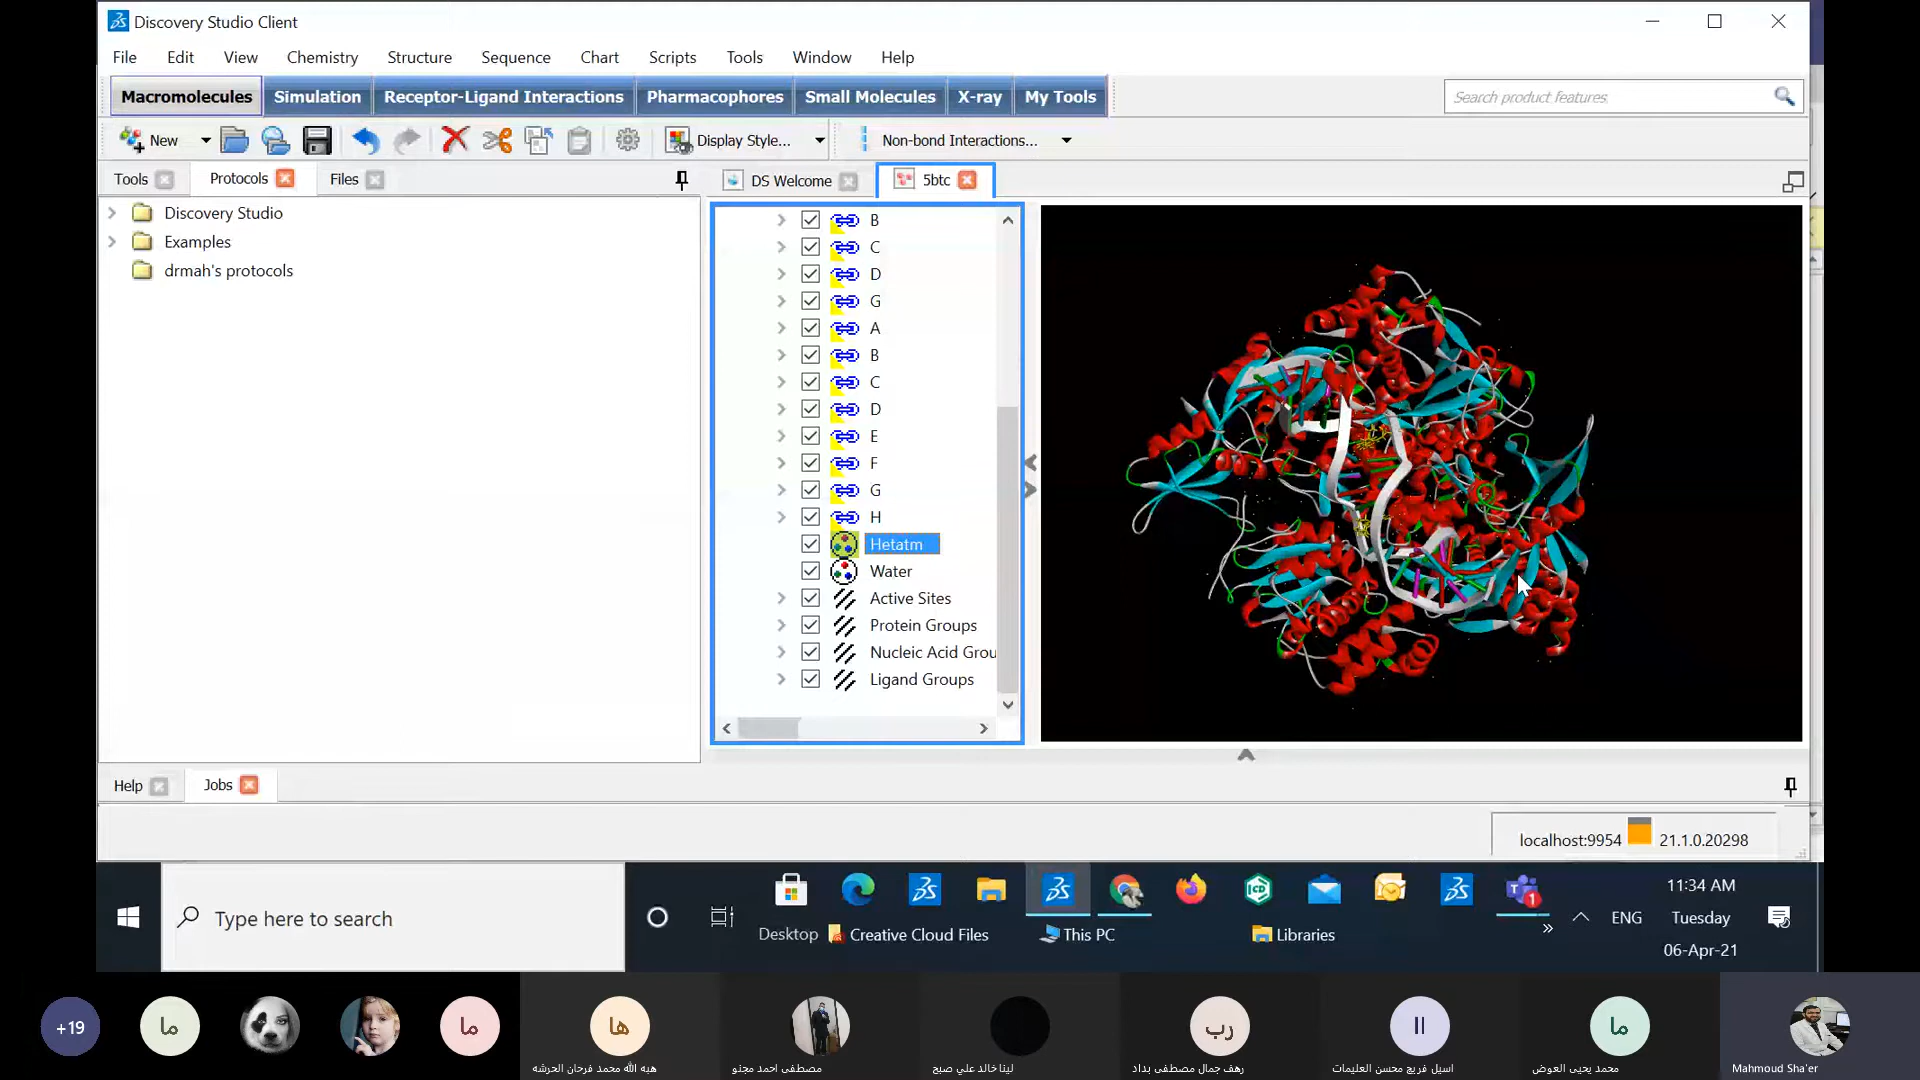 Discovery Studio Client
File Edit View Chemistry Structure Sequence Chart Scripts Tools Window Help
Macromolecules Simulation Receptor-Ligand Interactions Pharmacophores Small Molecules X-ray My Tools
Search product features
New Display Style... Non-bond Interactions...
Tools Protocols Files
DS Welcome 5btc
Discovery Studio
Examples
drmah's protocols
B
C
D
G
A
B
C
D
E
F
G
H
Hetatm
Water
Active Sites
Protein Groups
Nucleic Acid Grou
Ligand Groups
Help Jobs
localhost:9954 21.1.0.20298
Type here to search
Desktop Creative Cloud Files This PC Libraries
ENG
11:34 AM
Tuesday
06-Apr-21
+19
ما
ما
ها
رب
اا
ما
هبه الله محمد فرحان الحرشه
مصطفى احمد مجنو
لينا خالد علي صبح
رهف جمال مصطفى بداد
اسيل فريج محسن العليمات
محمد يحيى العوض
Mahmoud Sha'er